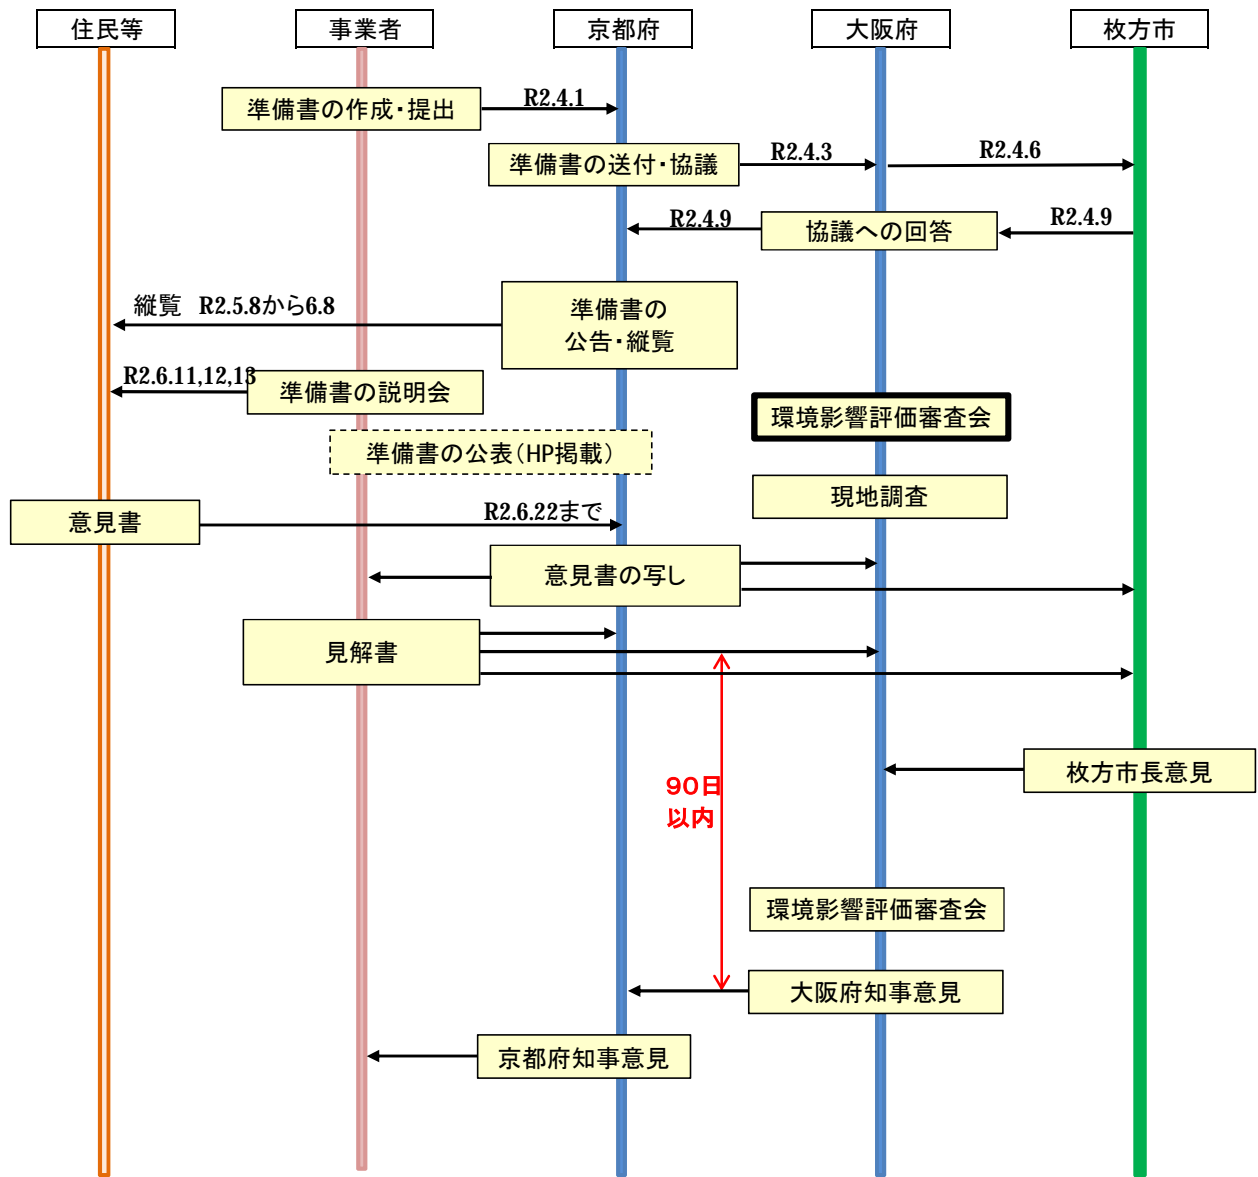 住民等
事業者
京都府
大阪府
枚方市
準備書の作成・提出
R2.4.1
準備書の送付・協議
R2.4.3
R2.4.6
R2.4.9
協議への回答
R2.4.9
縦覧 R2.5.8から6.8
準備書の
公告・縦覧
R2.6.11,12,13
準備書の説明会
環境影響評価審査会
準備書の公表（HP掲載）
現地調査
意見書
R2.6.22まで
意見書の写し
見解書
枚方市長意見
90日
以内
環境影響評価審査会
大阪府知事意見
京都府知事意見